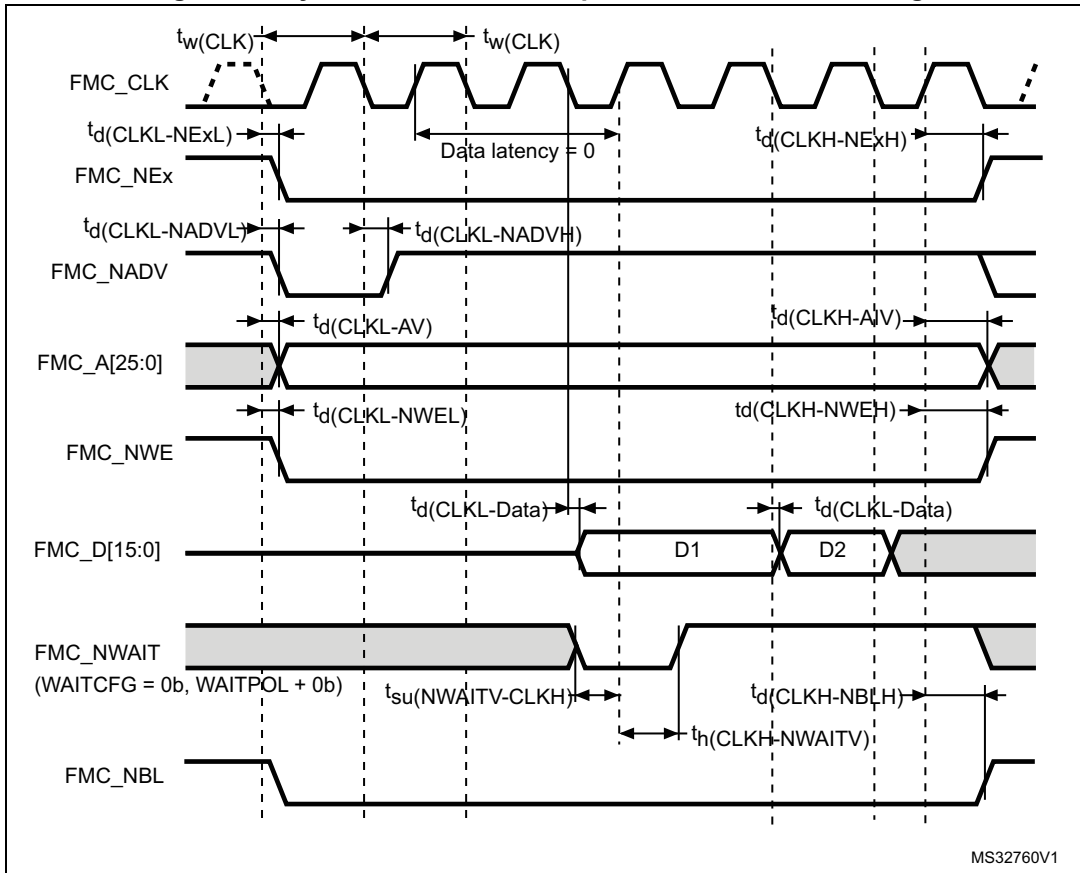 tw(CLK) tw(CLK)
FMC_CLK
td(CLKL-NExL) Data latency = 0 td(CLKH-NExH)
FMC_NEx
td(CLKL-NADVL) td(CLKL-NADVH)
FMC_NADV
td(CLKL-AV) td(CLKH-AIV)
FMC_A[25:0]
td(CLKL-NWEL) td(CLKH-NWEH)
FMC_NWE
td(CLKL-Data) td(CLKL-Data)
FMC_D[15:0] D1 D2
FMC_NWAIT
(WAITCFG = 0b, WAITPOL + 0b)
tsu(NWAITV-CLKH) td(CLKH-NBLH)
th(CLKH-NWAITV)
FMC_NBL
MS32760V1